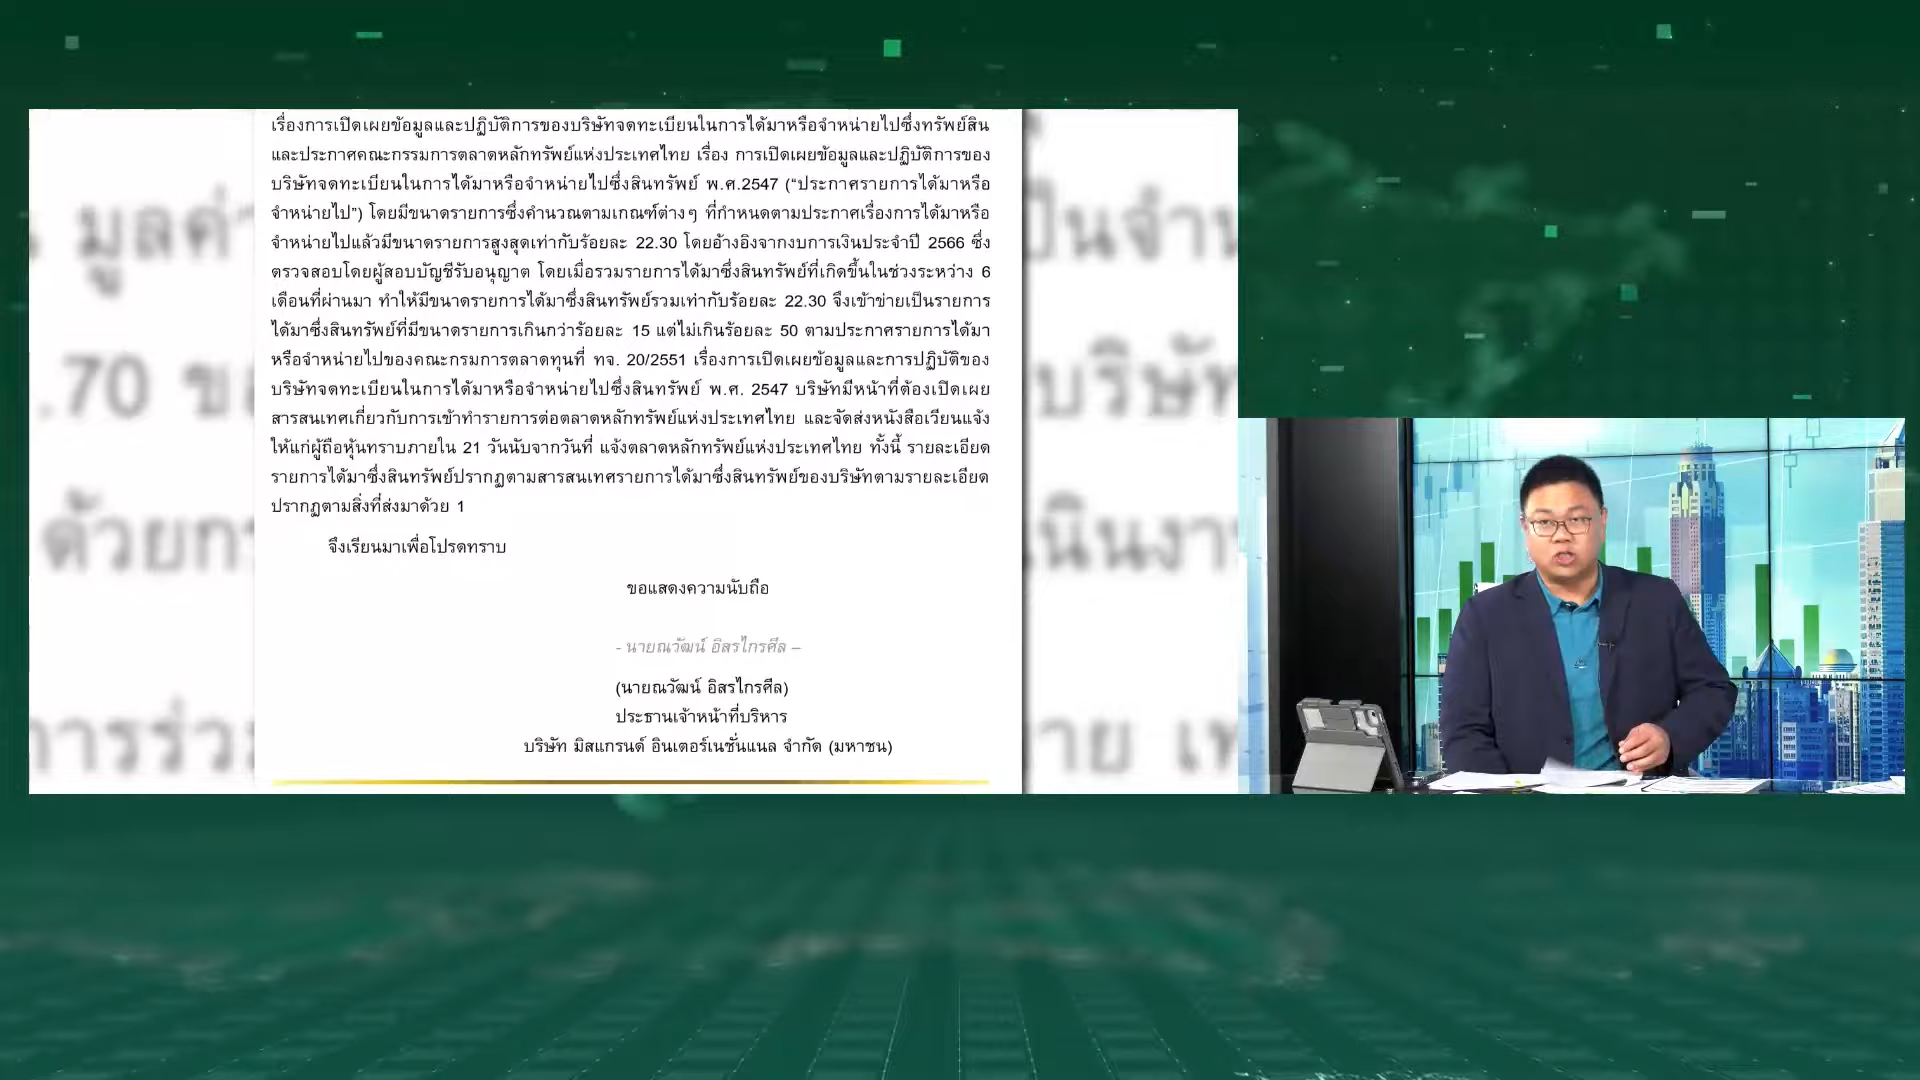 เรื่องการเปิดเผยข้อมูลและปฏิบัติการของบริษัทจดทะเบียนในการได้มาหรือจำหน่ายไปซึ่งทรัพย์สิน
และประกาศคณะกรรมการตลาดหลักทรัพย์แห่งประเทศไทย เรื่อง การเปิดเผยข้อมูลและปฏิบัติการของ
บริษัทจดทะเบียนในการได้มาหรือจำหน่ายไปซึ่งสินทรัพย์ พ.ศ.2547 (“ประกาศรายการได้มาหรือ
จำหน่ายไป”) โดยมีขนาดรายการซึ่งคำนวณตามเกณฑ์ต่างๆ ที่กำหนดตามประกาศเรื่องการได้มาหรือ
จำหน่ายไปแล้วมีขนาดรายการสูงสุดเท่ากับร้อยละ 22.30 โดยอ้างอิงจากงบการเงินประจำปี 2566 ซึ่ง
ตรวจสอบโดยผู้สอบบัญชีรับอนุญาต โดยเมื่อรวมรายการได้มาซึ่งสินทรัพย์ที่เกิดขึ้นในช่วงระหว่าง 6
เดือนที่ผ่านมา ทำให้มีขนาดรายการได้มาซึ่งสินทรัพย์รวมเท่ากับร้อยละ 22.30 จึงเข้าข่ายเป็นรายการ
ได้มาซึ่งสินทรัพย์ที่มีขนาดรายการเกินกว่าร้อยละ 15 แต่ไม่เกินร้อยละ 50 ตามประกาศรายการได้มา
หรือจำหน่ายไปของคณะกรมการตลาดทุนที่ ทจ. 20/2551 เรื่องการเปิดเผยข้อมูลและการปฏิบัติของ
บริษัทจดทะเบียนในการได้มาหรือจำหน่ายไปซึ่งสินทรัพย์ พ.ศ. 2547 บริษัทมีหน้าที่ต้องเปิดเผย
สารสนเทศเกี่ยวกับการเข้าทำรายการต่อตลาดหลักทรัพย์แห่งประเทศไทย และจัดส่งหนังสือเวียนแจ้ง
ให้แก่ผู้ถือหุ้นทราบภายใน 21 วันนับจากวันที่ แจ้งตลาดหลักทรัพย์แห่งประเทศไทย ทั้งนี้ รายละเอียด
รายการได้มาซึ่งสินทรัพย์ปรากฏตามสารสนเทศรายการได้มาซึ่งสินทรัพย์ของบริษัทตามรายละเอียด
ปรากฏตามสิ่งที่ส่งมาด้วย 1
จึงเรียนมาเพื่อโปรดทราบ
ขอแสดงความนับถือ
- นายณวัฒน์ อิสรไกรศีล –
(นายณวัฒน์ อิสรไกรศีล)
ประธานเจ้าหน้าที่บริหาร
บริษัท มิสแกรนด์ อินเตอร์เนชั่นแนล จำกัด (มหาชน)